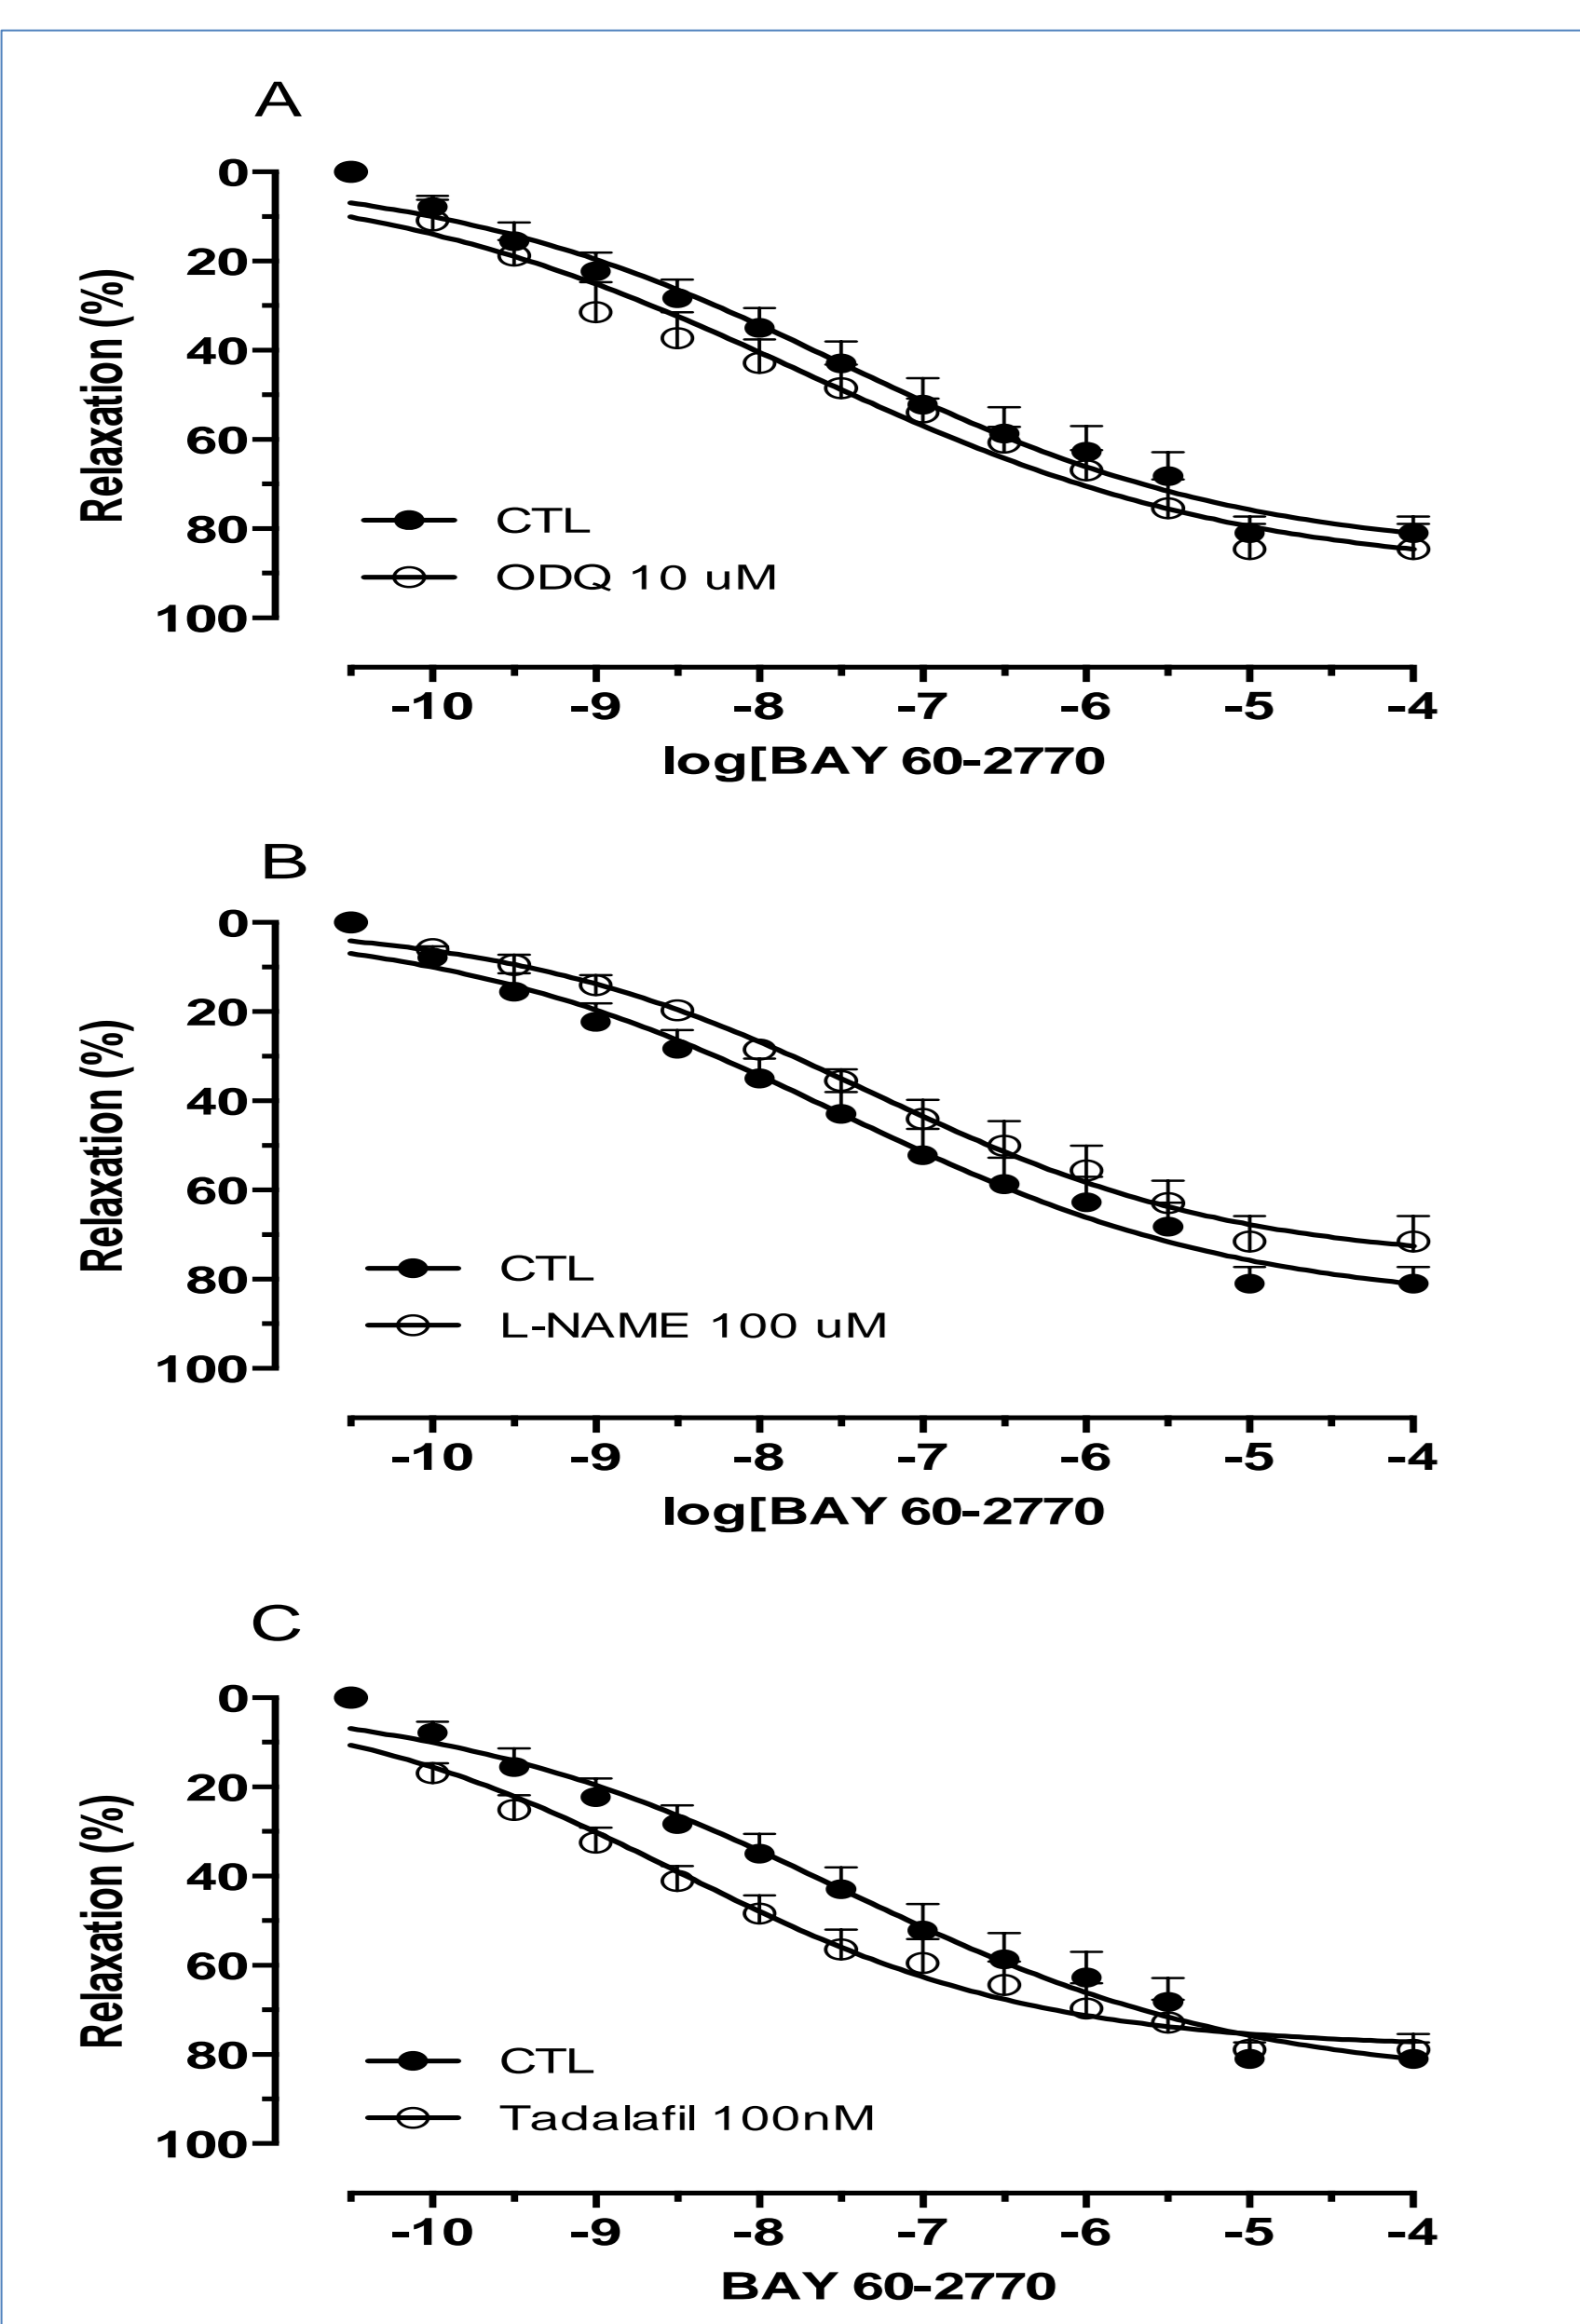 A
0
20
40
60
80
100
Relaxation (%)
CTL
ODQ 10 uM
-10 -9 -8 -7 -6 -5 -4
log[BAY 60-2770
B
0
20
40
60
80
100
Relaxation (%)
CTL
L-NAME 100 uM
-10 -9 -8 -7 -6 -5 -4
log[BAY 60-2770
C
0
20
40
60
80
100
Relaxation (%)
CTL
Tadalafil 100nM
-10 -9 -8 -7 -6 -5 -4
BAY 60-2770